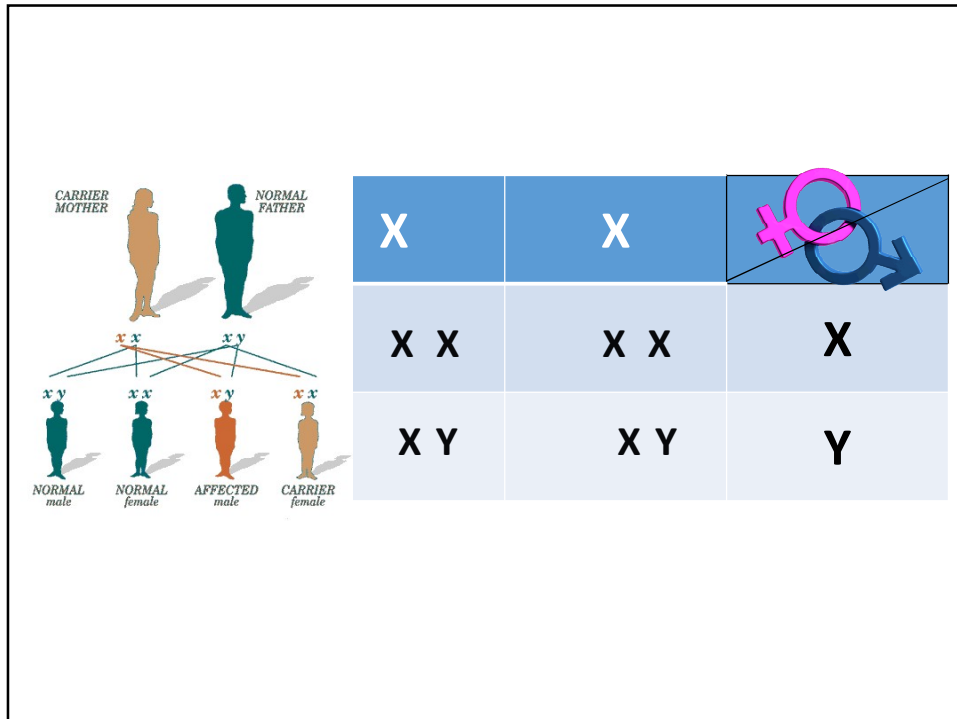 CARRIER
MOTHER
NORMAL
FATHER
x x
x y
x y
x x
x y
x x
NORMAL
male
NORMAL
female
AFFECTED
male
CARRIER
female
X X
X X X X X
X Y X Y Y